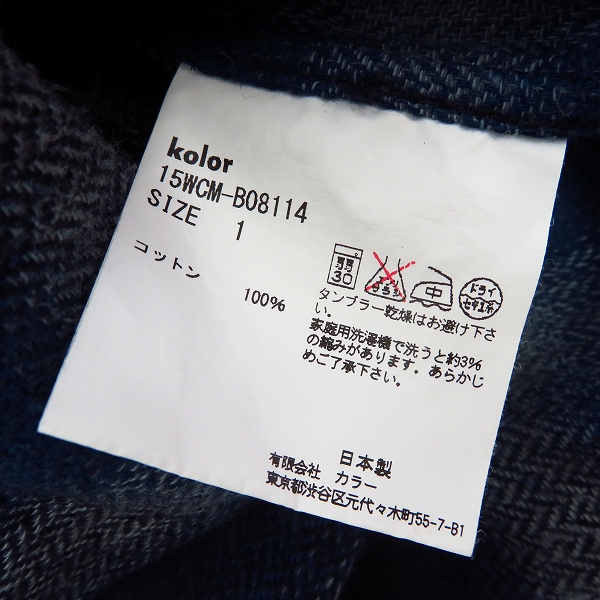 kolor
15WCM-B08114
SIZE 1
コットン
100%
30
中
ドライ
セキユ系
タンブラー乾燥はお避け下さ
い。
家庭用洗濯機で洗うと約3%
の縮みがあります。あらかじ
めご了承下さい。
日本製
有限会社 カラー
東京都渋谷区元代々木町55-7-B1